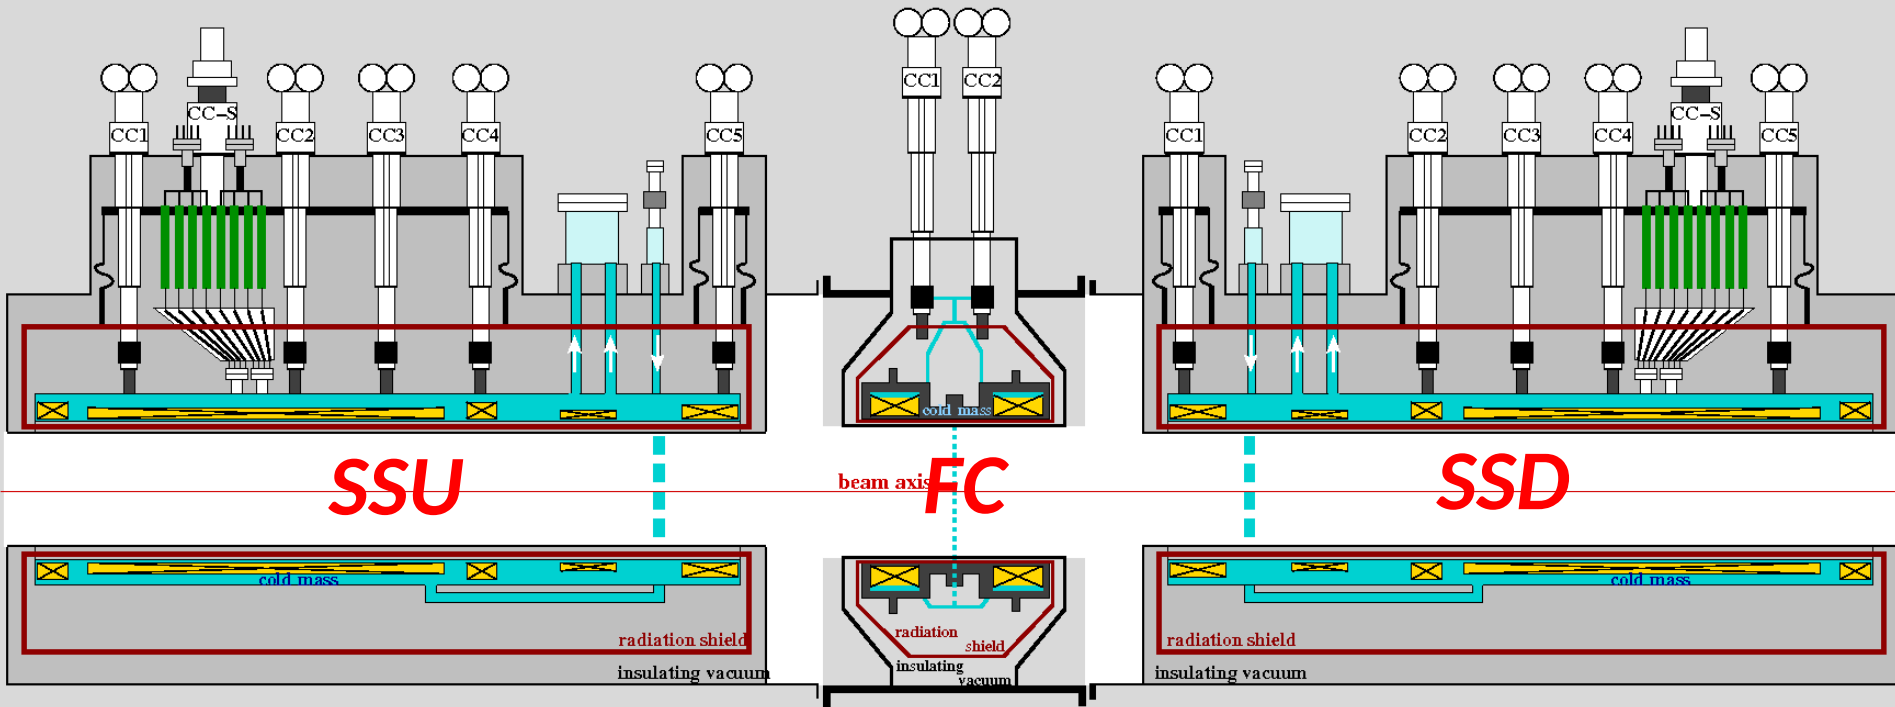 CC1
CC2
CC-S
CC1
CC2
CC3
CC4
CC5
CC1
CC2
CC3
CC4
CC-S
CC5
cold mass
SSU
beam axis
FC
SSD
cold mass
cold mass
radiation shield
radiation
shield
radiation shield
insulating vacuum
insulating
vacuum
insulating vacuum